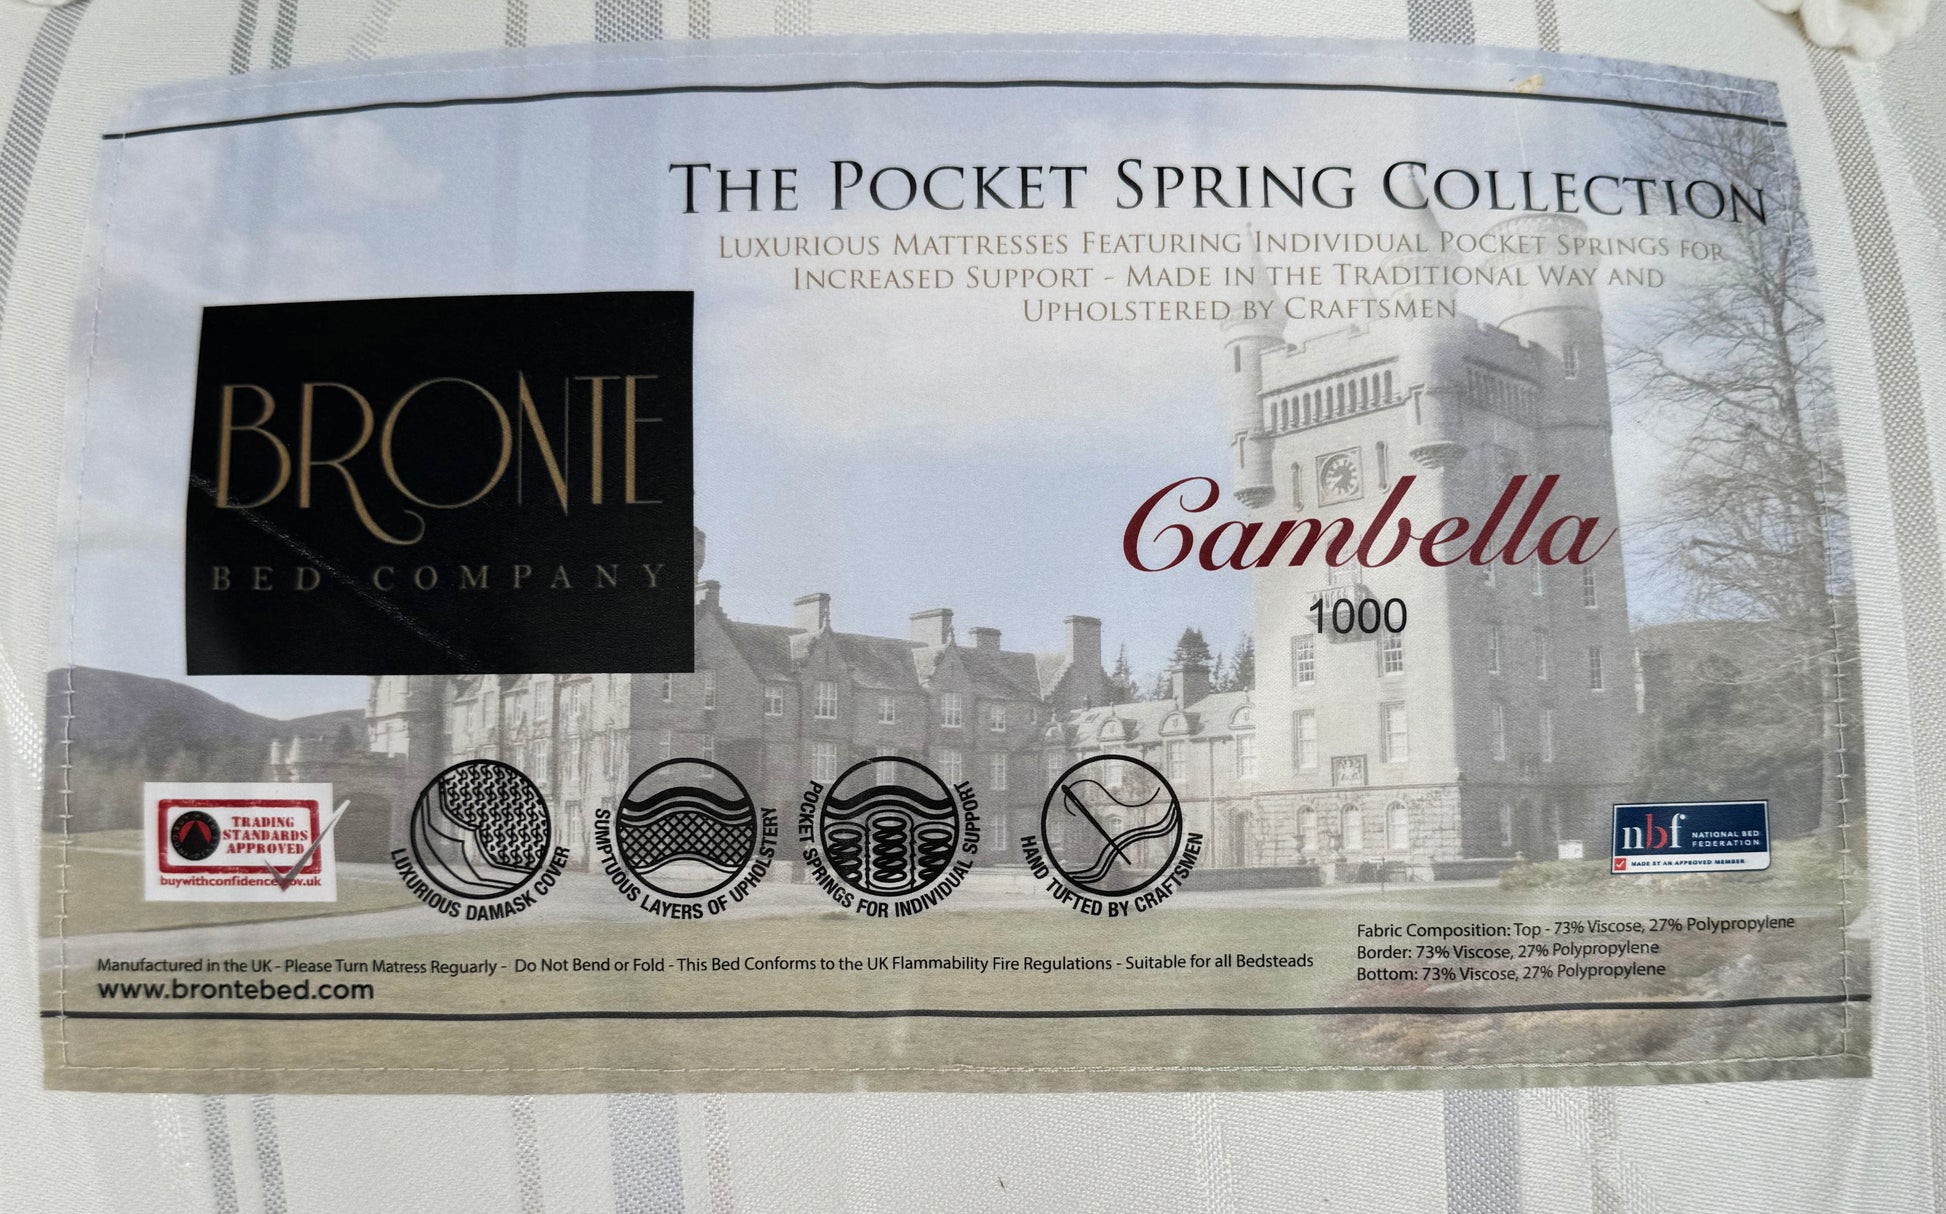 THE POCKET SPRING COLLECTION
LUXURIOUS MATTRESSES FEATURING INDIVIDUAL POCKET SPRINGS FOR
INCREASED SUPPORT - MADE IN THE TRADITIONAL WAY AND
UPHOLSTERED BY CRAFTSMEN
BRONTE
BED COMPANY
Cambella
1000
TRADING
STANDARDS
APPROVED
buywithconfidence.gov.uk
LUXURIOUS DAMASK COVER
SUMPTUOUS LAYERS OF UPHOLSTERY
POCKET SPRINGS FOR INDIVIDUAL SUPPORT
HAND TUFTED BY CRAFTSMEN
nbf
NATIONAL BED
FEDERATION
MADE BY AN APPROVED MEMBER
Fabric Composition: Top - 73% Viscose, 27% Polypropylene
Border: 73% Viscose, 27% Polypropylene
Bottom: 73% Viscose, 27% Polypropylene
Manufactured in the UK - Please Turn Matress Reguarly - Do Not Bend or Fold - This Bed Conforms to the UK Flammability Fire Regulations - Suitable for all Bedsteads
www.brontebed.com